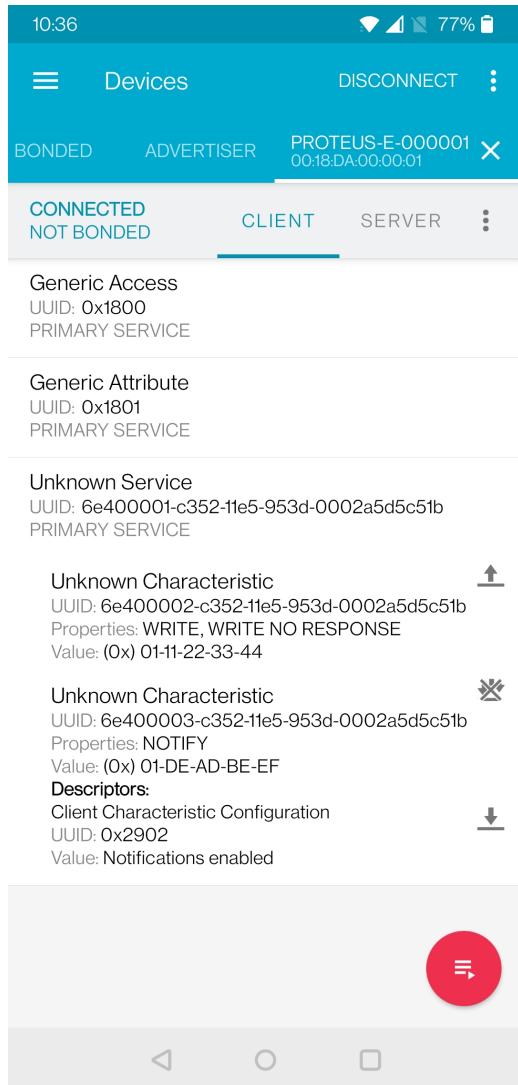 10:36
77%
Devices
DISCONNECT
BONDED
ADVERTISER
PROTEUS-E-000001
00:18:DA:00:00:01
CONNECTED
NOT BONDED
CLIENT
SERVER
Generic Access
UUID: 0x1800
PRIMARY SERVICE
Generic Attribute
UUID: 0x1801
PRIMARY SERVICE
Unknown Service
UUID: 6e400001-c352-11e5-953d-0002a5d5c51b
PRIMARY SERVICE
Unknown Characteristic
UUID: 6e400002-c352-11e5-953d-0002a5d5c51b
Properties: WRITE, WRITE NO RESPONSE
Value: (0x) 01-11-22-33-44
Unknown Characteristic
UUID: 6e400003-c352-11e5-953d-0002a5d5c51b
Properties: NOTIFY
Value: (0x) 01-DE-AD-BE-EF
Descriptors:
Client Characteristic Configuration
UUID: 0x2902
Value: Notifications enabled